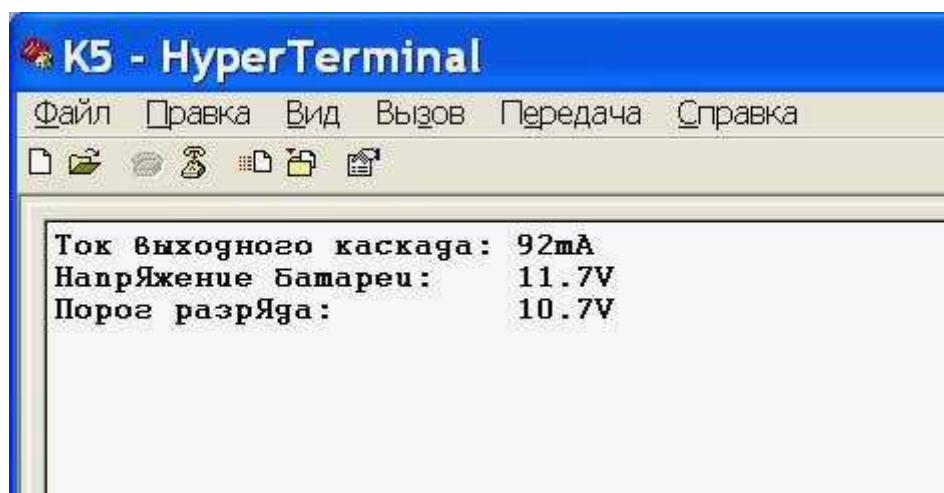 K5 - HyperTerminal
Файл Правка Вид Вызов Передача Справка
Ток выходного каскада: 92mA
НапрЯжение батареи: 11.7V
Порог разрЯда: 10.7V